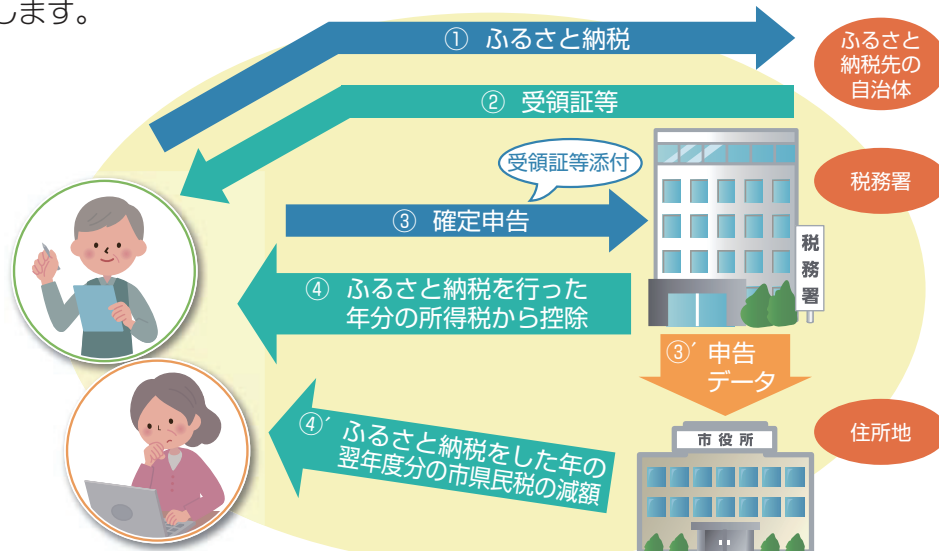 します。
① ふるさと納税
ふるさと
納税先の
自治体
② 受領証等
受領証等添付
税務署
③ 確定申告
税務署
④ ふるさと納税を行った
年分の所得税から控除
③´ 申告
データ
住所地
市役所
④´ ふるさと納税をした年の
翌年度分の市県民税の減額